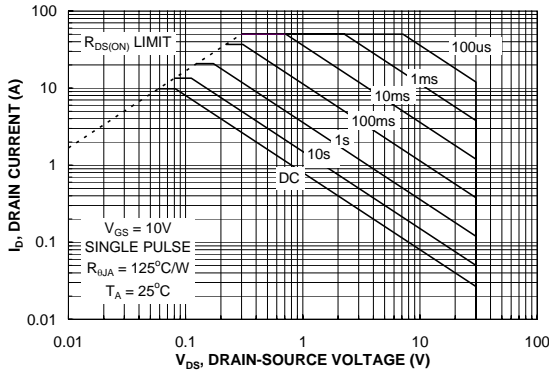 100
10
1
0.1
0.01
I_D, DRAIN CURRENT (A)
R_DS(ON) LIMIT
100us
1ms
10ms
100ms
1s
10s
DC
V_GS = 10V
SINGLE PULSE
R_θJA = 125°C/W
T_A = 25°C
0.01 0.1 1 10 100
V_DS, DRAIN-SOURCE VOLTAGE (V)